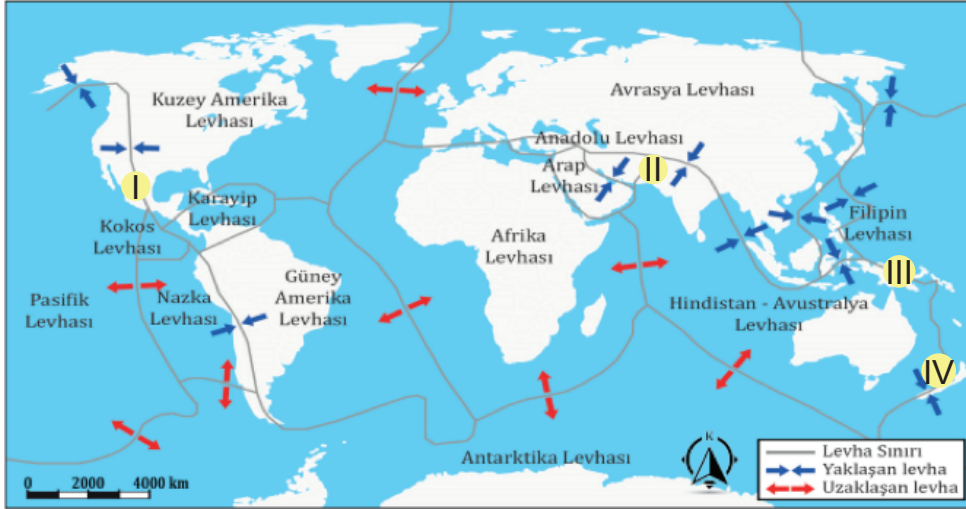 Kuzey Amerika
Levhası
Avrasya Levhası
Anadolu Levhası
I
II
Arap
Levhası
Karayip
Levhası
Kokos
Levhası
Filipin
Levhası
Afrika
Levhası
III
Güney
Amerika
Levhası
Pasifik
Levhası
Nazka
Levhası
Hindistan - Avustralya
Levhası
IV
Antarktika Levhası
K
0 2000 4000 km
Levha Sınırı
Yaklaşan levha
Uzaklaşan levha